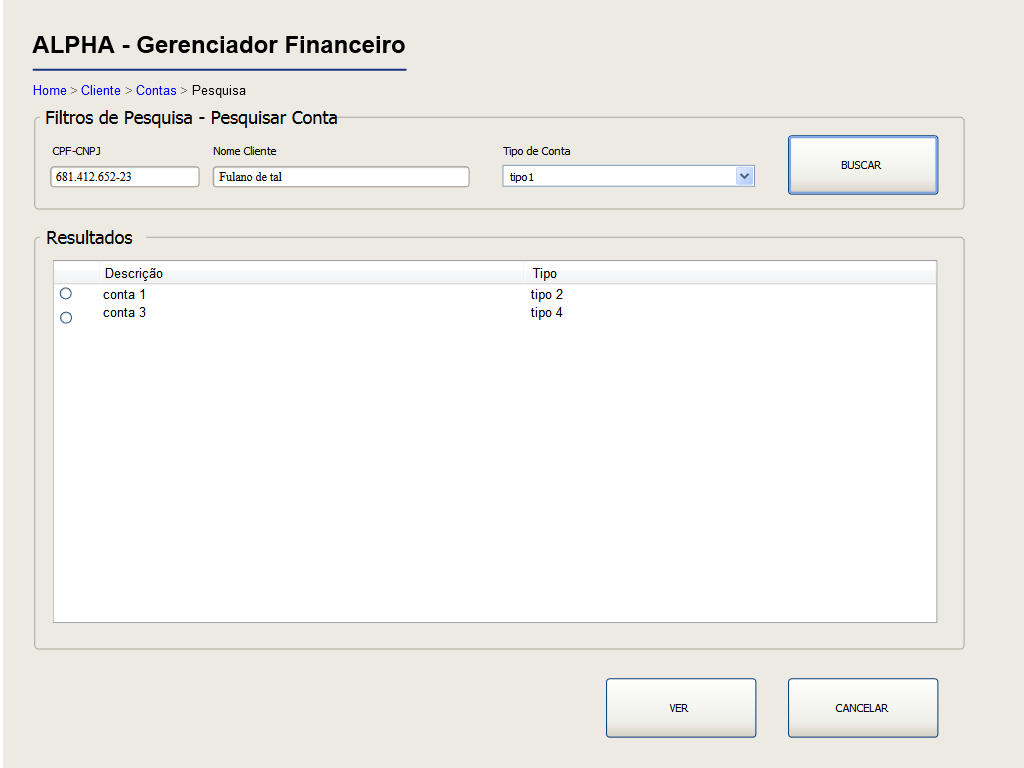 ALPHA - Gerenciador Financeiro
Home > Cliente > Contas > Pesquisa
Filtros de Pesquisa - Pesquisar Conta
CPF-CNPJ Nome Cliente Tipo de Conta
681.412.652-23 Fulano de tal tipo1 BUSCAR
Resultados
Descrição Tipo
conta 1 tipo 2
conta 3 tipo 4
VER CANCELAR